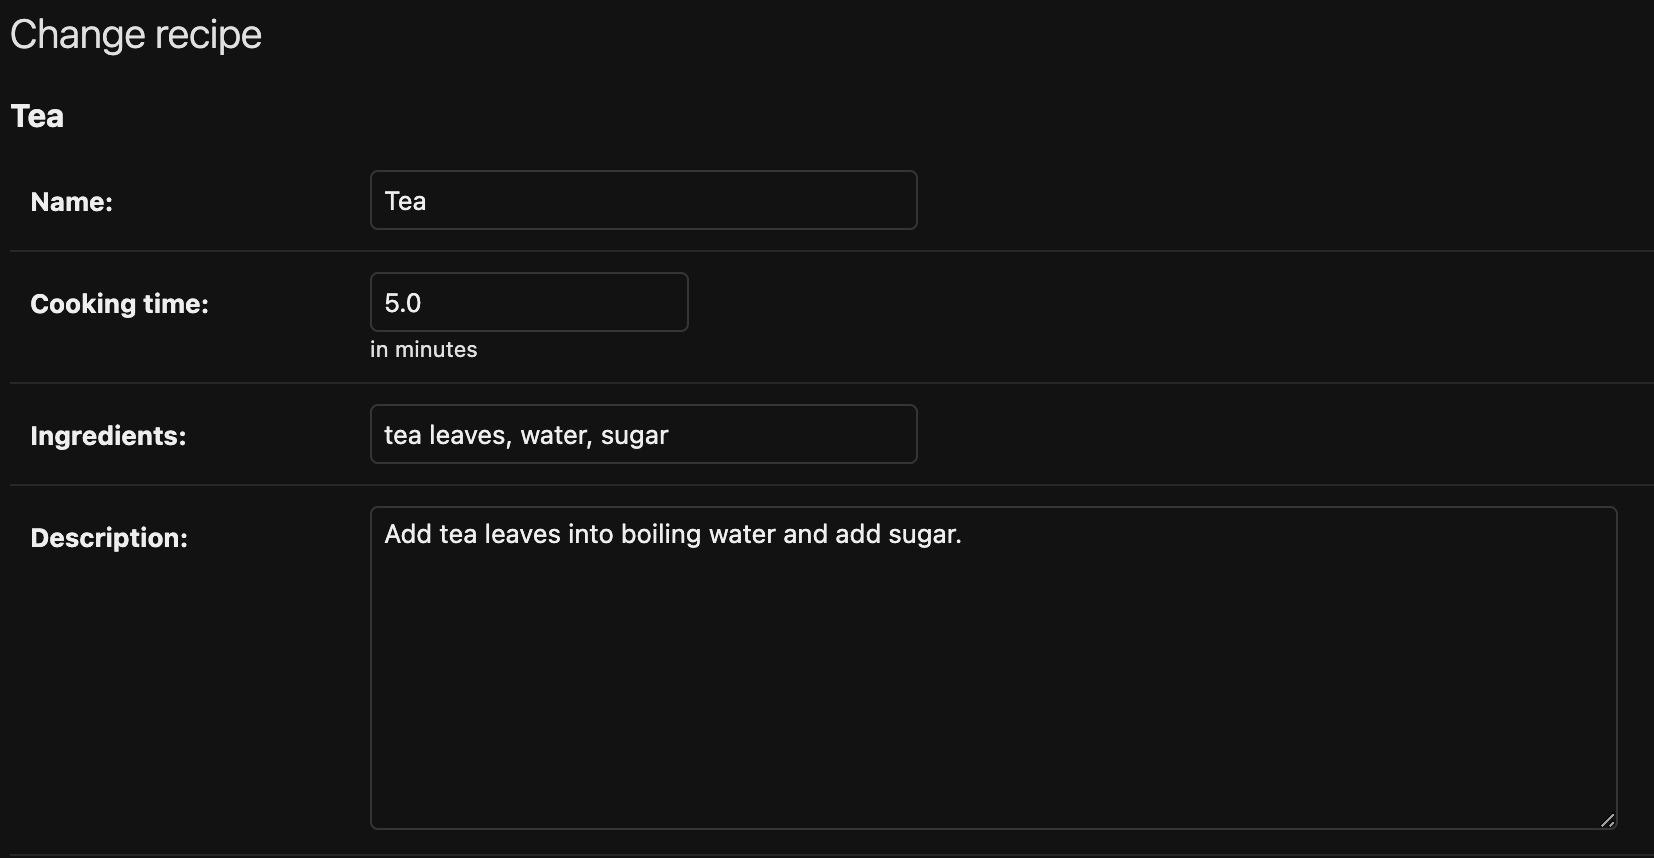 Change recipe
Tea
Name: Tea
Cooking time: 5.0
in minutes
Ingredients: tea leaves, water, sugar
Description: Add tea leaves into boiling water and add sugar.